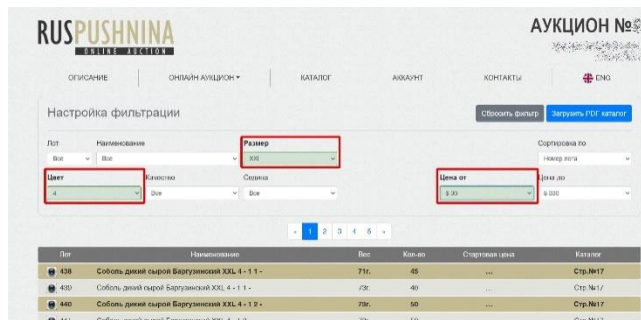 RUSPUSHNINA
ONLINE AUCTION
АУКЦИОН №
ОПИСАНИЕ
ОНЛАЙН АУКЦИОН
КАТАЛОГ
АККАУНТ
КОНТАКТЫ
ENG
Настройка фильтрации
Сбросить фильтр
Загрузить PDF каталог
Лот
Наименование
Размер
Сортировка по
Все
Все
XXL
Номер лота
Цвет
Качество
Седина
Цена от
Цена до
4
Все
Все
1 2 3 4 5
Лот Наименование Вес Кол-во Стартовая цена Каталог
438 Соболь дикий сырой Баргузинский XXL 4 - 1 1 - 71г. 45 ... Стр.№17
439 Соболь дикий сырой Баргузинский XXL 4 - 1 1 - 73г. 40 ... Стр.№17
440 Соболь дикий сырой Баргузинский XXL 4 - 1 2 - 70г. 50 ... Стр.№17